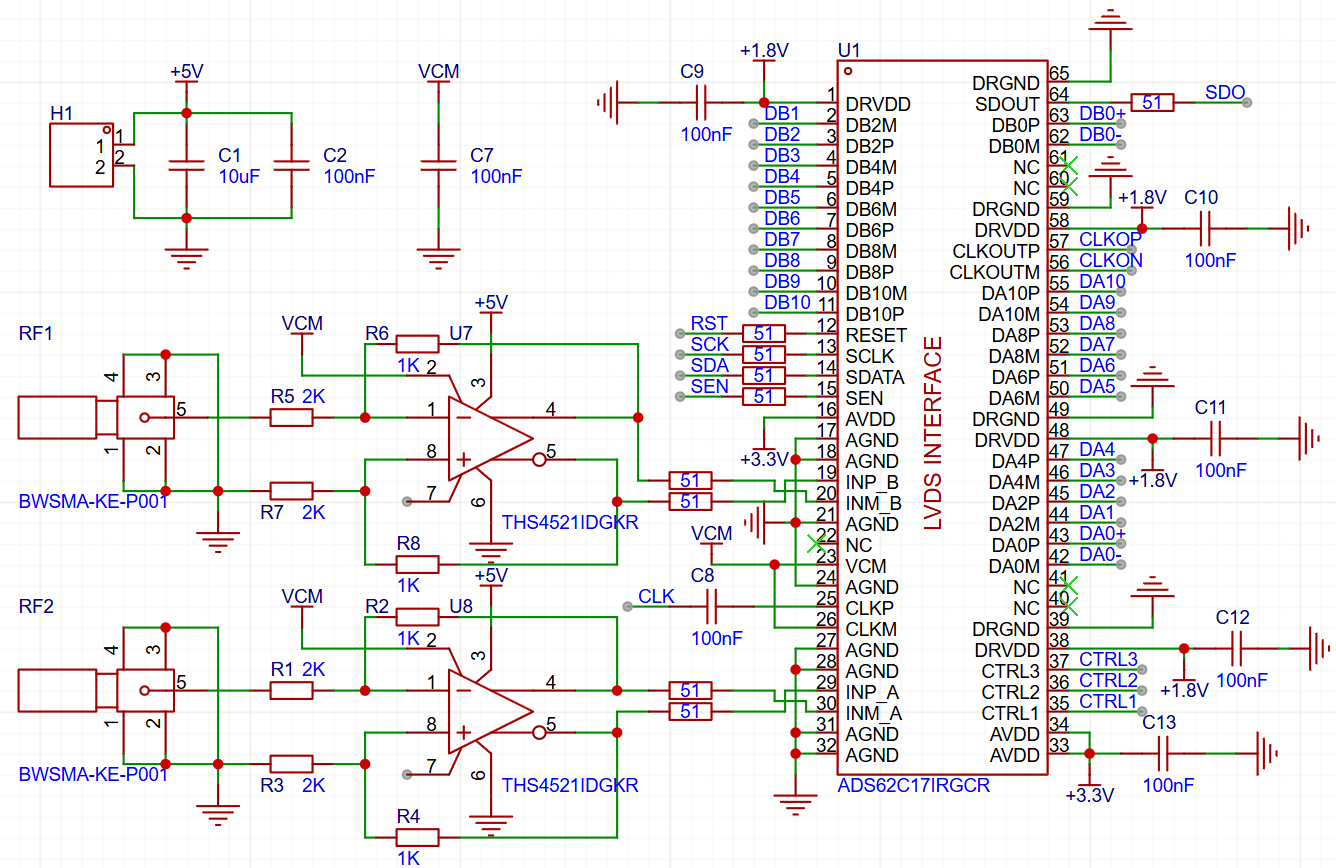 +5V
H1
1
1
2
2
C1
10uF
C2
100nF
VCM
C7
100nF
RF1
4
3
5
1
2
BWSMA-KE-P001
VCM
R5 2K
R7 2K
R6
1K
U7
+5V
2
3
1
4
8
5
7
6
THS4521IDGKR
R8
1K
RF2
4
3
5
1
2
BWSMA-KE-P001
VCM
R1 2K
R3 2K
R2
1K
U8
+5V
2
3
1
4
8
5
7
6
THS4521IDGKR
R4
1K
51
51
51
51
VCM
CLK
C8
100nF
C9
100nF
+1.8V
U1
1 DRVDD
DB1 2 DB2M
DB2 3 DB2P
DB3 4 DB4M
DB4 5 DB4P
DB5 6 DB6M
DB6 7 DB6P
DB7 8 DB8M
DB8 9 DB8P
DB9 10 DB10M
DB10 11 DB10P
RST 51 12 RESET
SCK 51 13 SCLK
SDA 51 14 SDATA
SEN 51 15 SEN
16 AVDD
+3.3V
17 AGND
18 AGND
19 INP_B
20 INM_B
21 AGND
22 NC
23 VCM
24 AGND
25 CLKP
26 CLKM
27 AGND
28 AGND
29 INP_A
30 INM_A
31 AGND
32 AGND
LVDS INTERFACE
ADS62C17IRGCR
DRGND 65
SDOUT 64 51 SDO
DB0P 63 DB0+
DB0M 62 DB0-
NC 61
NC 60
DRGND 59
DRVDD 58
+1.8V
C10
100nF
CLKOUTP 57 CLKOP
CLKOUTM 56 CLKON
DA10P 55 DA10
DA10M 54 DA9
DA8P 53 DA8
DA8M 52 DA7
DA6P 51 DA6
DA6M 50 DA5
DRGND 49
DRVDD 48
C11
100nF
+1.8V
DA4P 47 DA4
DA4M 46 DA3
DA2P 45 DA2
DA2M 44 DA1
DA0P 43 DA0+
DA0M 42 DA0-
NC 41
NC 40
DRGND 39
DRVDD 38
C12
100nF
+1.8V
CTRL3 37 CTRL3
CTRL2 36 CTRL2
CTRL1 35 CTRL1
AVDD 34
AVDD 33
C13
100nF
+3.3V